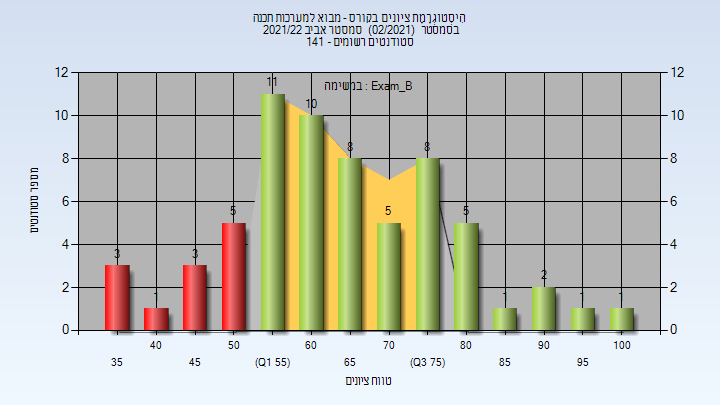 היסטוגרמת ציונים בקורס - מבוא למערכות תכנה
בסמסטר (02/2021) סמסטר אביב 2021/22
סטודנטים רשומים - 141
במשימה : Exam_B
מספר סטודנטים
12 12
10 10
8 8
6 6
4 4
2 2
0 0
3 1 3 5 11 10 8 5 8 5 1 2 1 1
40 50 60 70 80 90 100
35 45 (Q1 55) 65 (Q3 75) 85 95
טווח ציונים